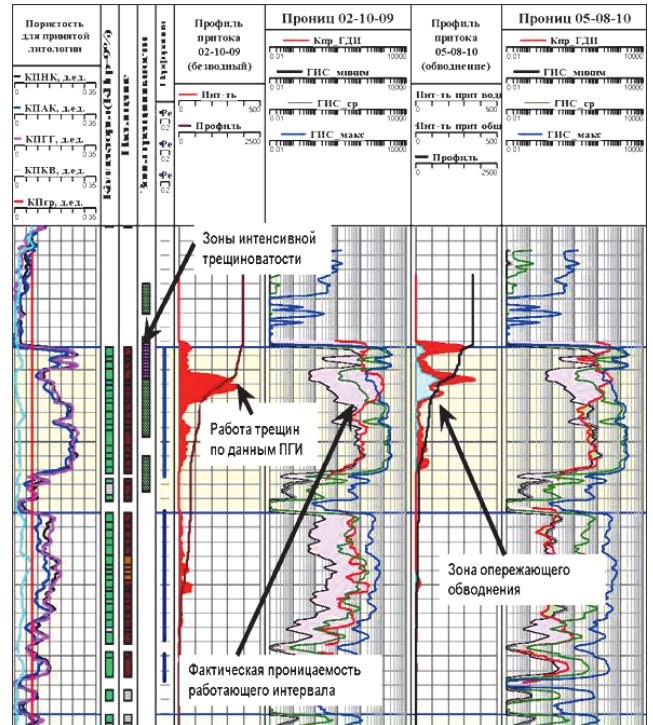 Пористость
для принятой
литологии
КПНК, д.ед.
0 0.35
КПАК, д.ед.
0 0.35
КПГГ, д.ед.
0 0.35
КПКВ, д.ед.
0 0.35
КПгр, д.ед.
0 0.35
Профиль
притока
02-10-09
(безводный)
Инт-ть
0 500
Профиль
0 2500
Прониц 02-10-09
Кпр_ГДИ
0.01 10000
ГИС_миним
0.01 10000
ГИС_ср
0.01 10000
ГИС_макс
0.01 10000
Профиль
притока
05-08-10
(обводнение)
Инт-ть прит вод
0 500
Инт-ть прит общ
0 500
Профиль
0 2500
Прониц 05-08-10
Кпр_ГДИ
0.01 10000
ГИС_миним
0.01 10000
ГИС_ср
0.01 10000
ГИС_макс
0.01 10000
Зоны интенсивной
трещиноватости
Работа трещин
по данным ПГИ
Зона опережающего
обводнения
Фактическая проницаемость
работающего интервала